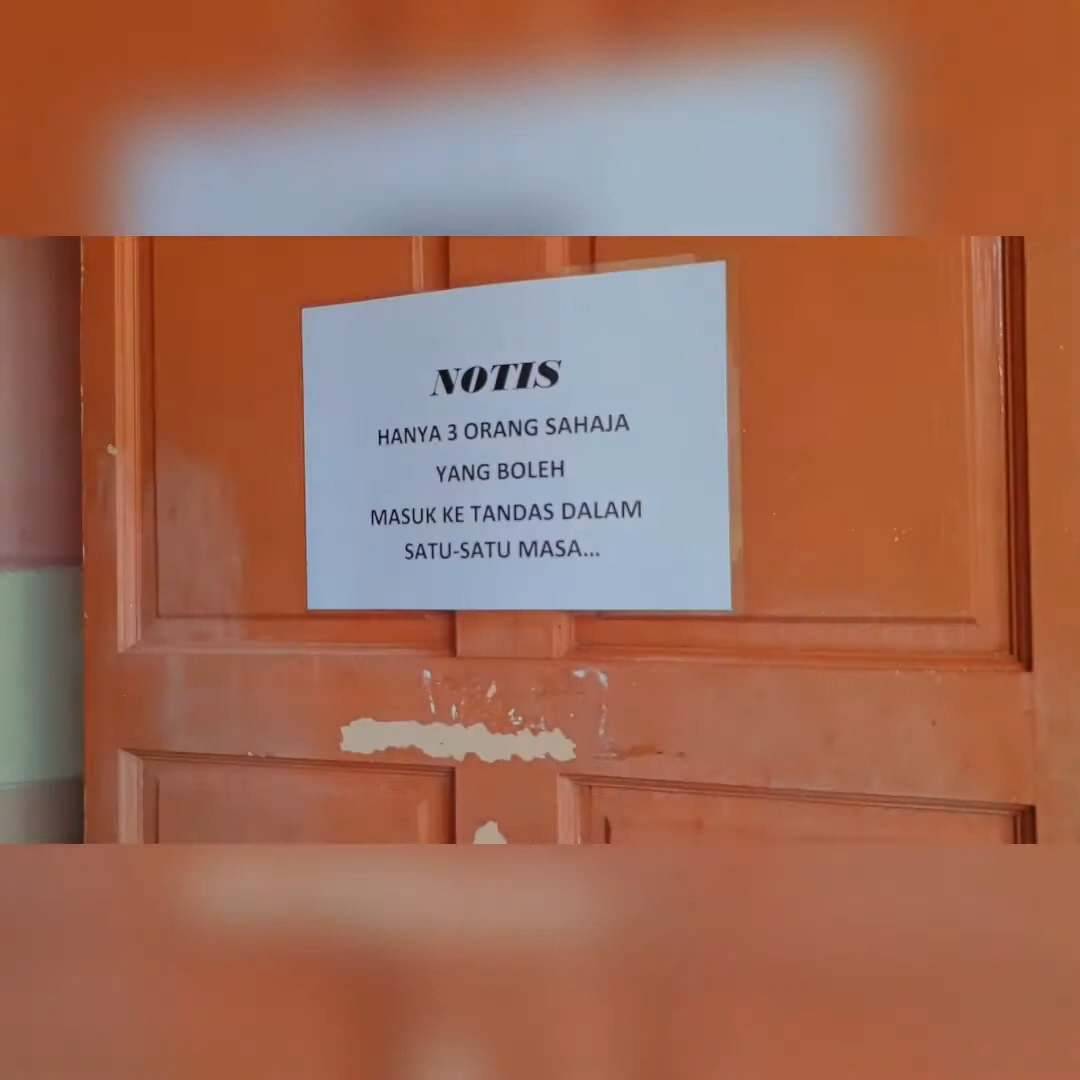 NOTIS
HANYA 3 ORANG SAHAJA
YANG BOLEH
MASUK KE TANDAS DALAM
SATU-SATU MASA...